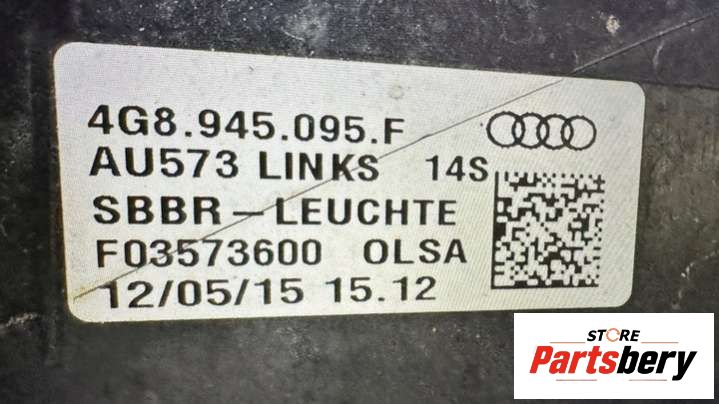 4G8.945.095.F
AU573 LINKS 14S
SBBR-LEUCHTE
F03573600 OLSA
12/05/15 15.12
STORE
Partsbery